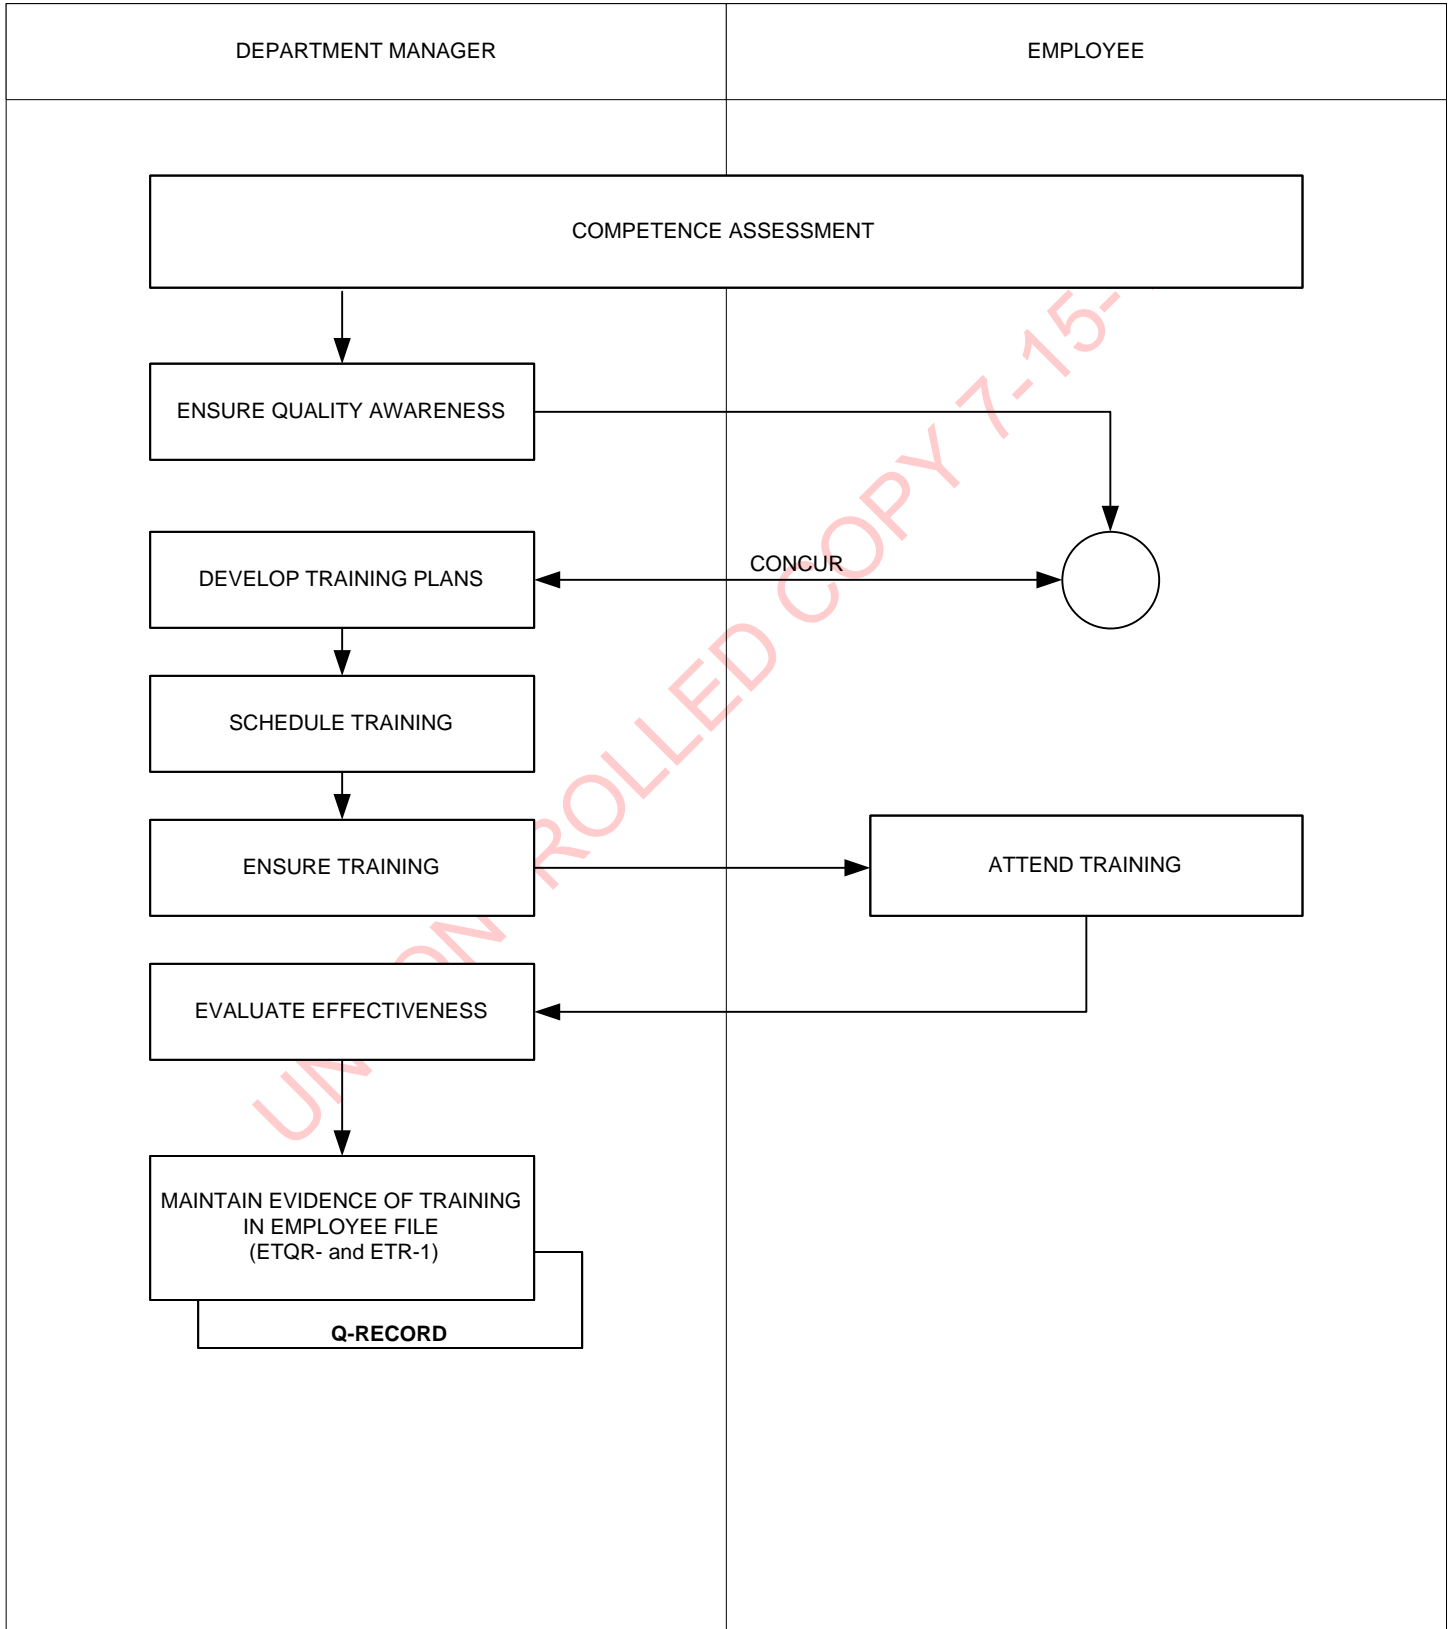 DEPARTMENT MANAGER
EMPLOYEE
COMPETENCE ASSESSMENT
ENSURE QUALITY AWARENESS
DEVELOP TRAINING PLANS
CONCUR
SCHEDULE TRAINING
ENSURE TRAINING
ATTEND TRAINING
EVALUATE EFFECTIVENESS
MAINTAIN EVIDENCE OF TRAINING
IN EMPLOYEE FILE
(ETQR- and ETR-1)
Q-RECORD
COPY 7-15-